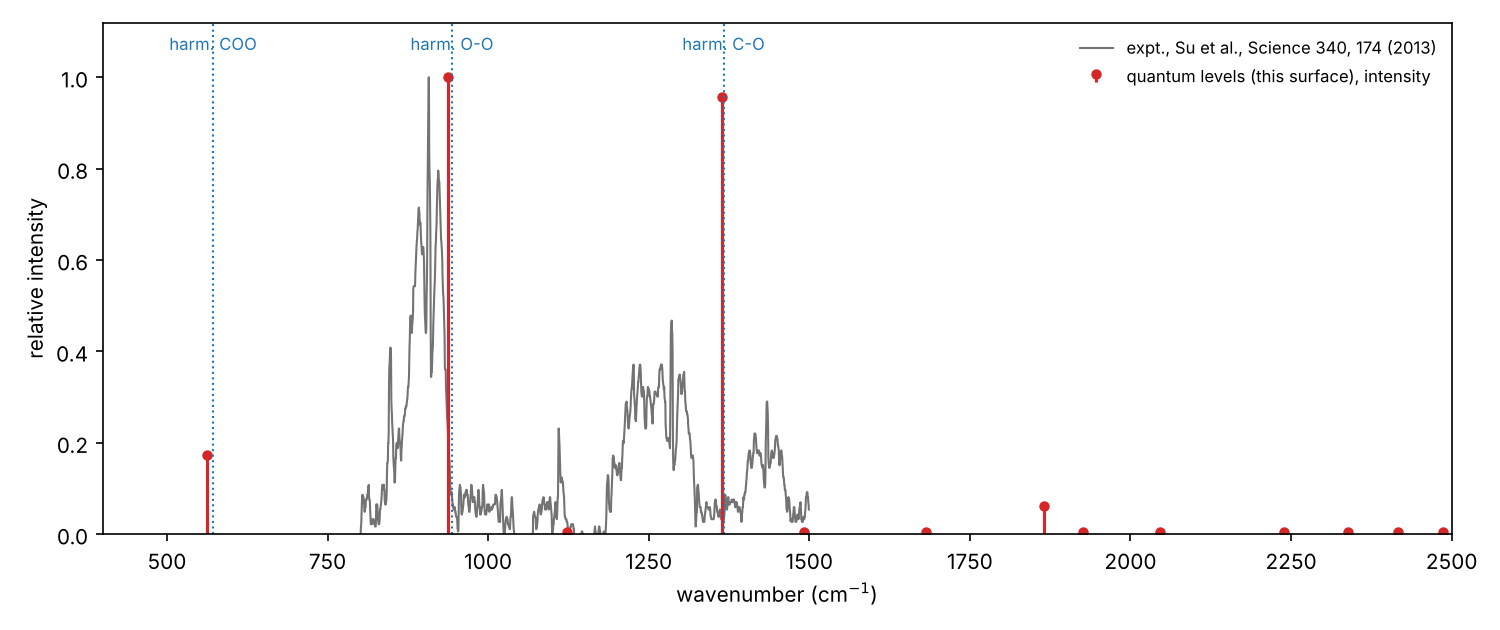 harm. COO
harm. O-O
harm. C-O
expt., Su et al., Science 340, 174 (2013)
quantum levels (this surface), intensity
relative intensity
1.0
0.8
0.6
0.4
0.2
0.0
500 750 1000 1250 1500 1750 2000 2250 2500
wavenumber (cm⁻¹)